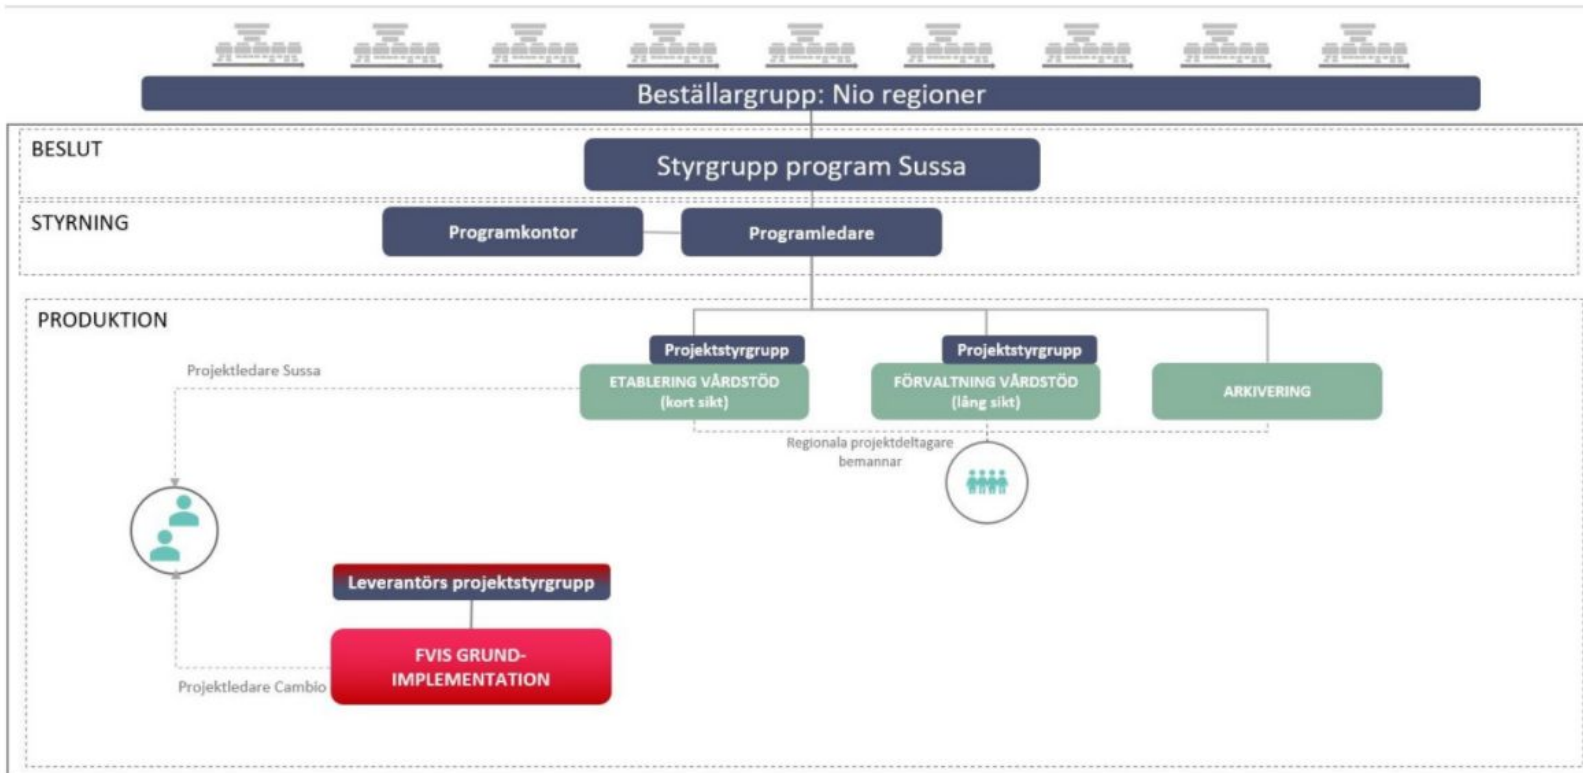 Beställargrupp: Nio regioner
BESLUT
Styrgrupp program Sussa
STYRNING
Programkontor
Programledare
PRODUKTION
Projektstyrgrupp
Projektstyrgrupp
Projektledare Sussa
ETABLERING VÅRDSTÖD
(kort sikt)
FÖRVALTNING VÅRDSTÖD
(lång sikt)
ARKIVERING
Regionala projektdeltagare
bemannar
Leverantörs projektstyrgrupp
FVIS GRUND-
IMPLEMENTATION
Projektledare Cambio